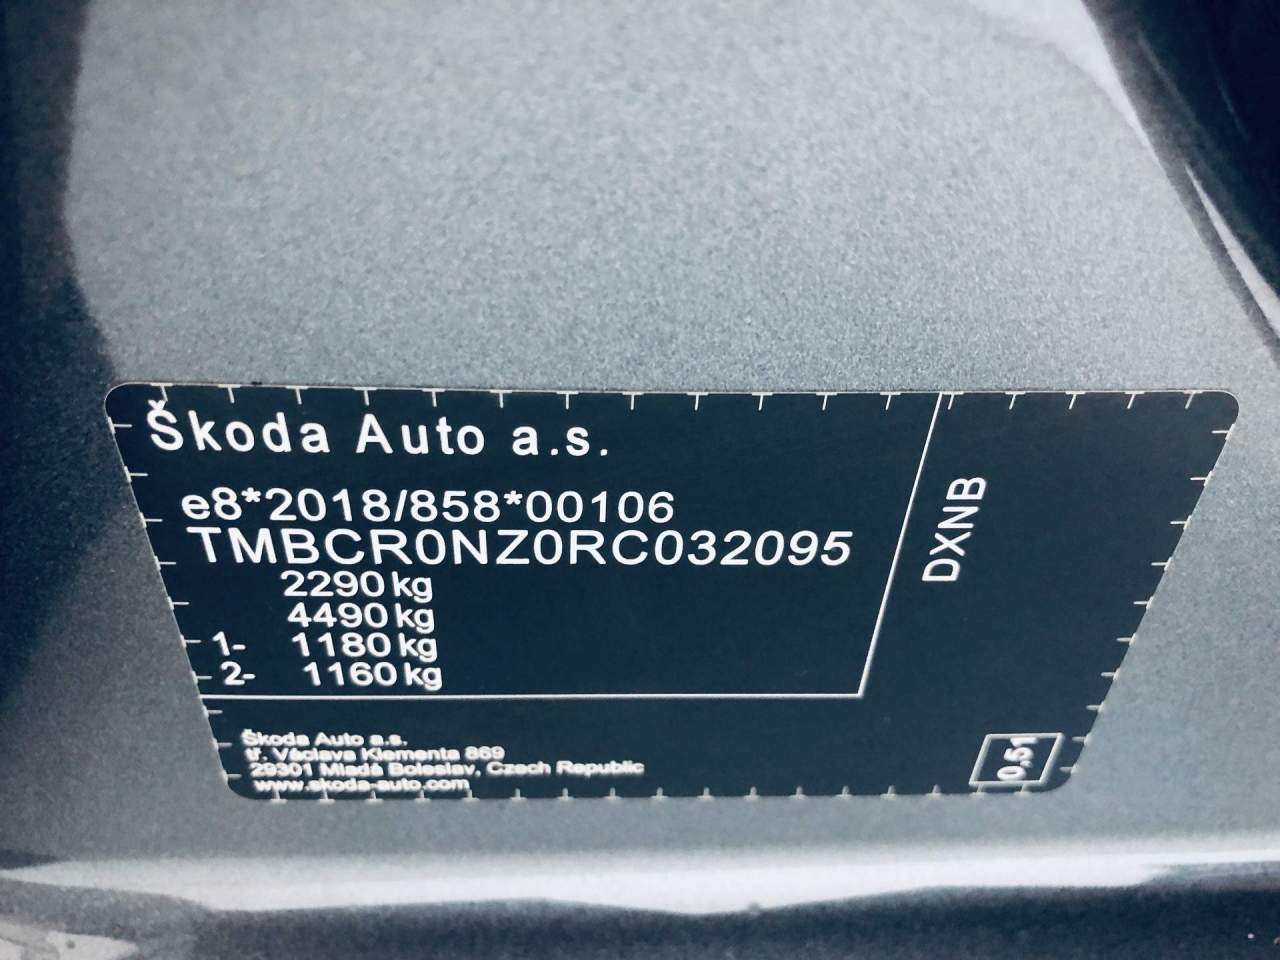 Škoda Auto a.s.
e8*2018/858*00106
TMBCR0NZ0RC032095
2290 kg
4490 kg
1- 1180 kg
2- 1160 kg
DXNB
Škoda Auto a.s.
tř. Václava Klementa 869
29301 Mladá Boleslav, Czech Republic
www.skoda-auto.com
0,51